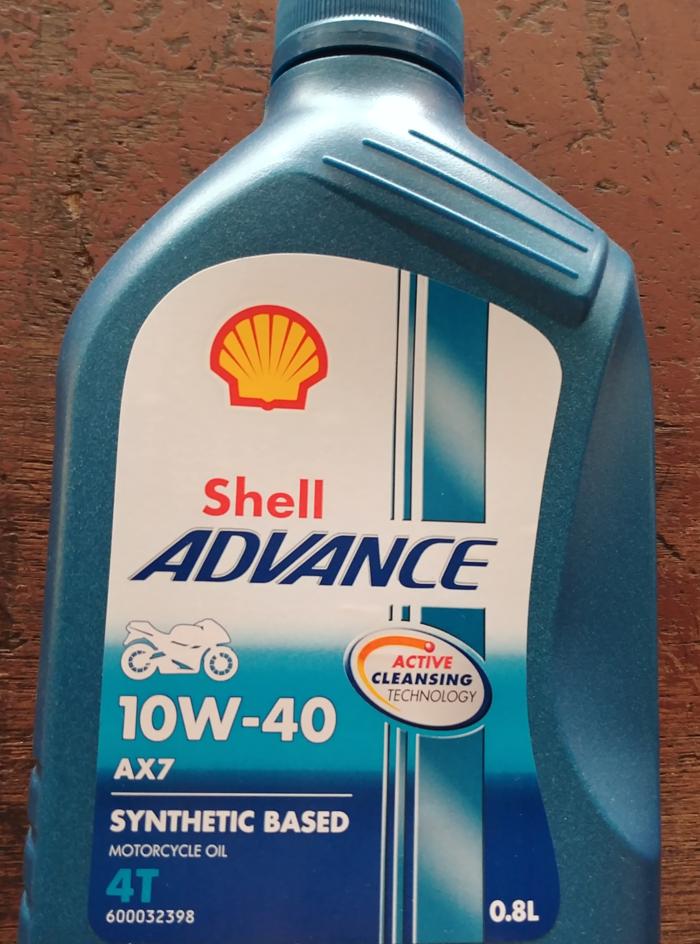 Shell
ADVANCE
ACTIVE
CLEANSING
TECHNOLOGY
10W-40
AX7
SYNTHETIC BASED
MOTORCYCLE OIL
4T
600032398
0.8L